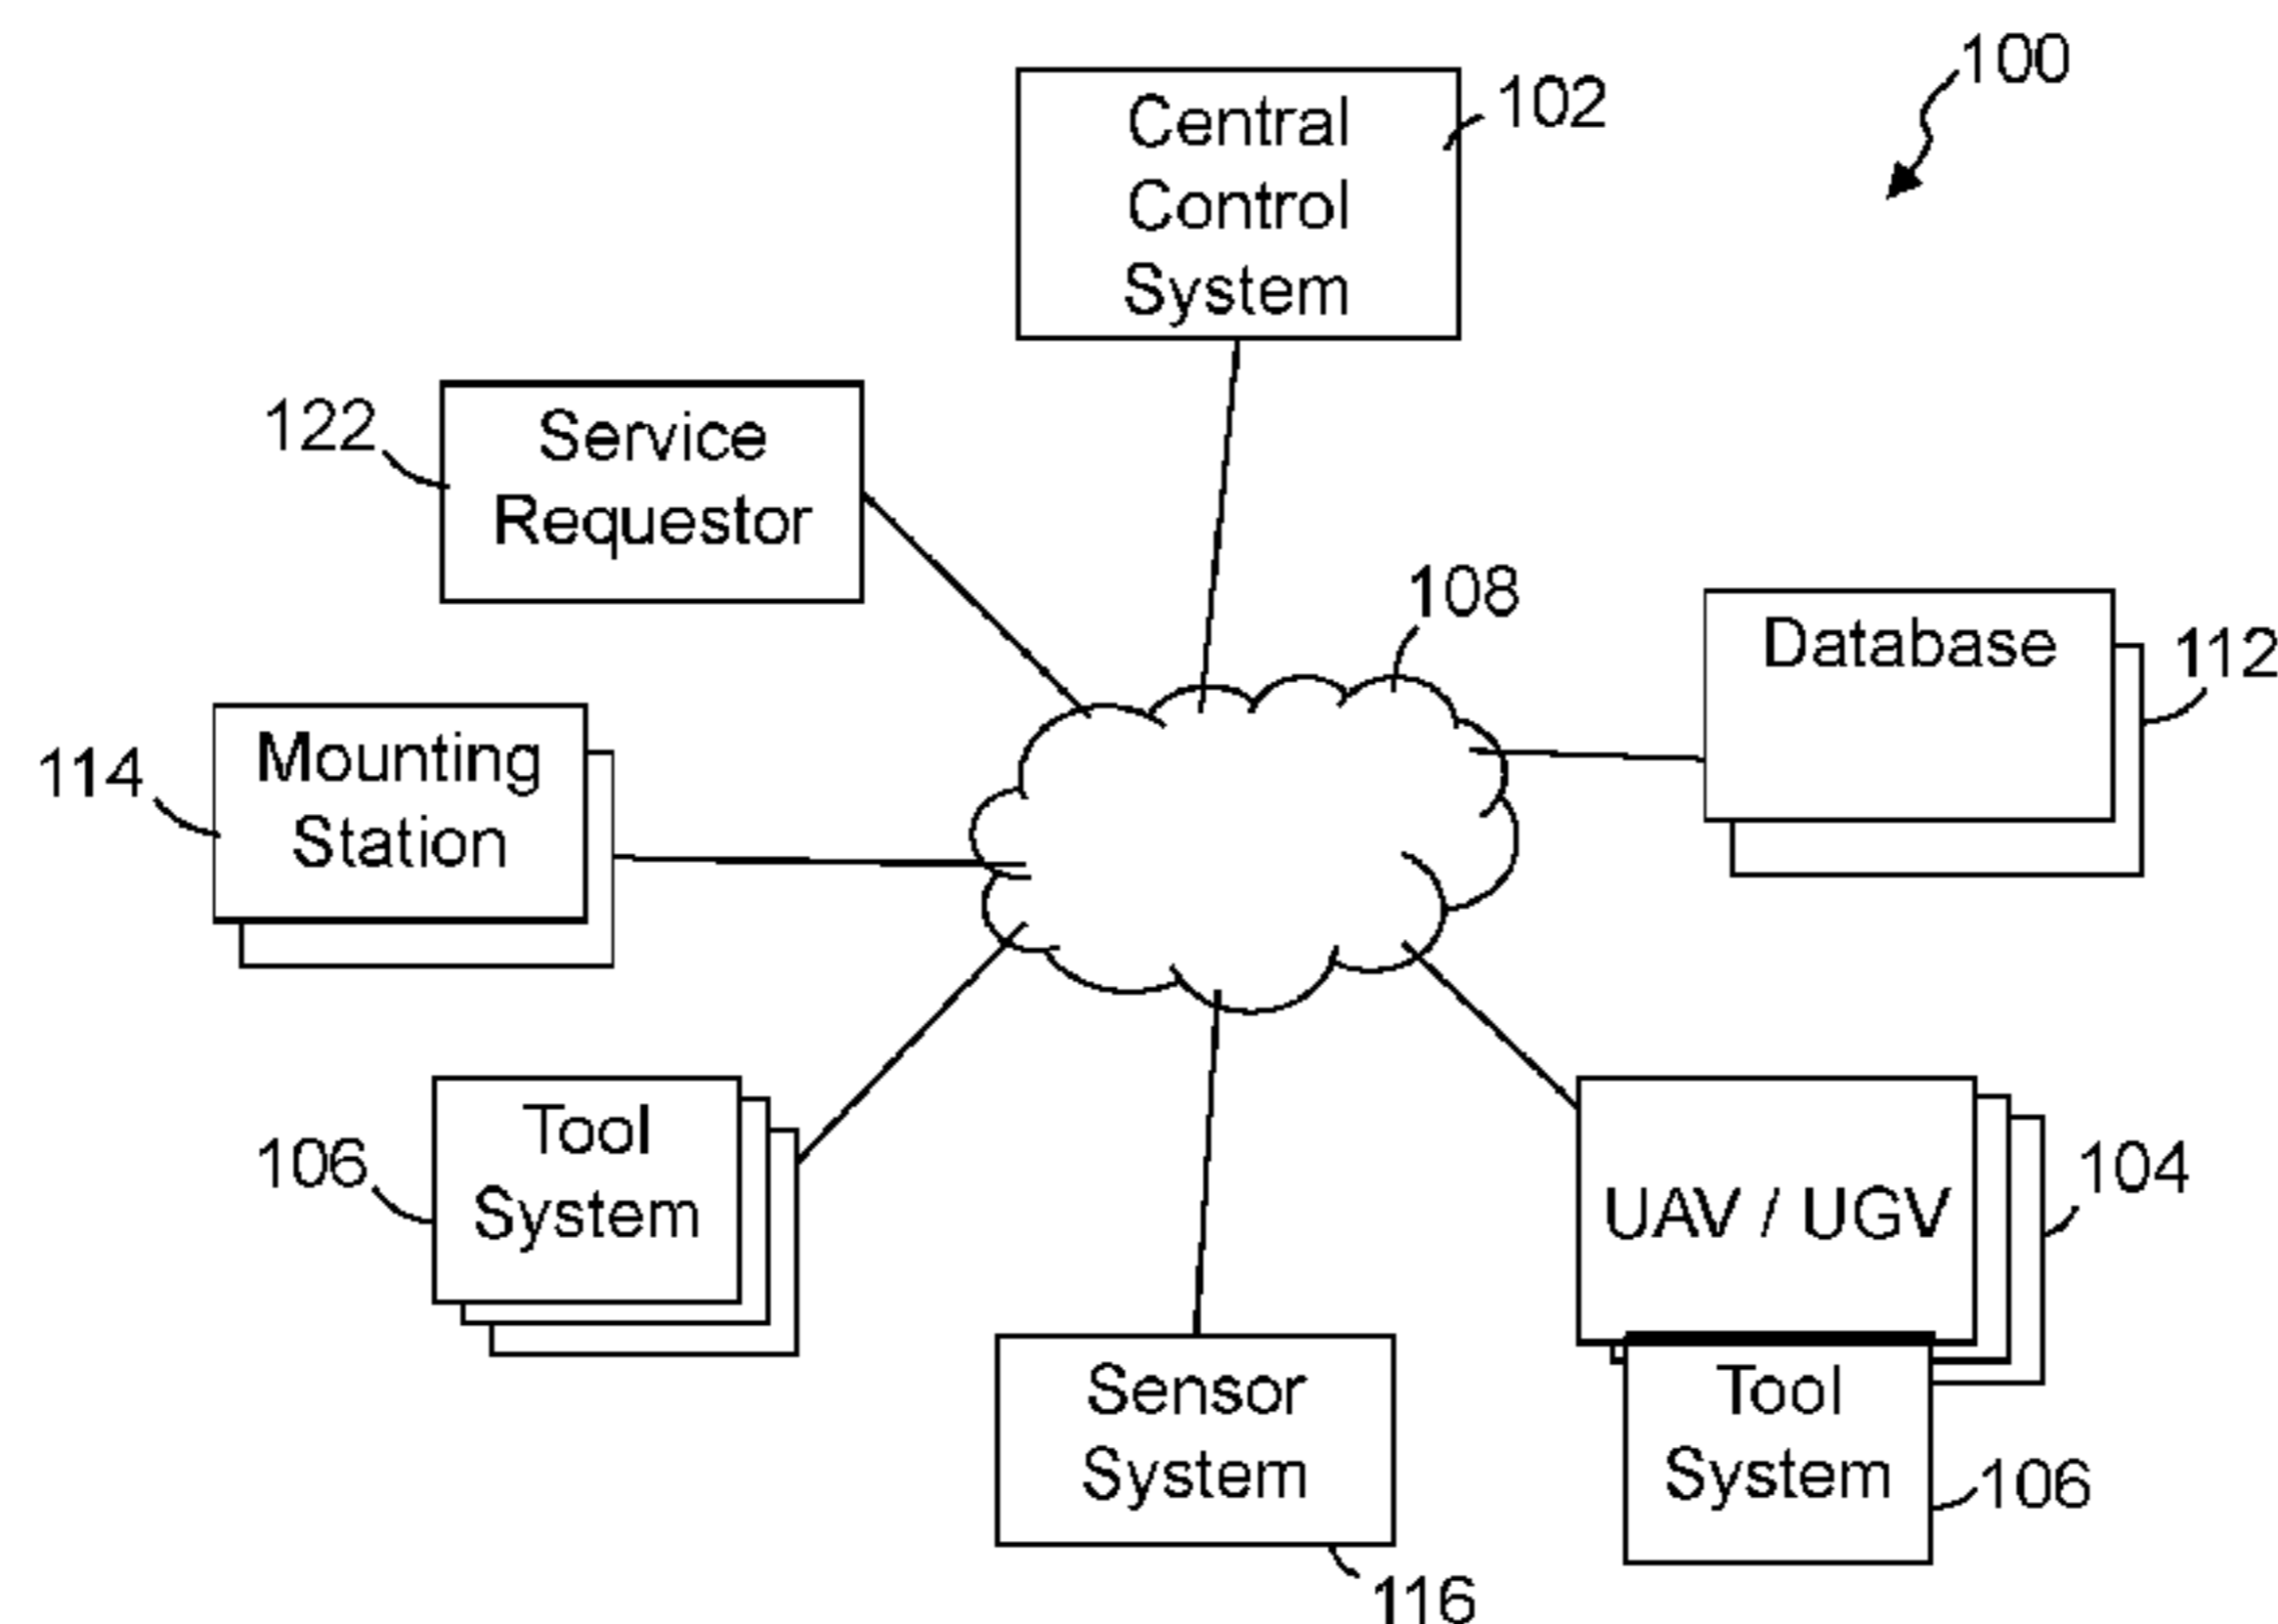 100
Central
Control
System
102
122
Service
Requestor
108
Database
112
114
Mounting
Station
106
Tool
System
UAV / UGV
104
Sensor
System
116
Tool
System
106